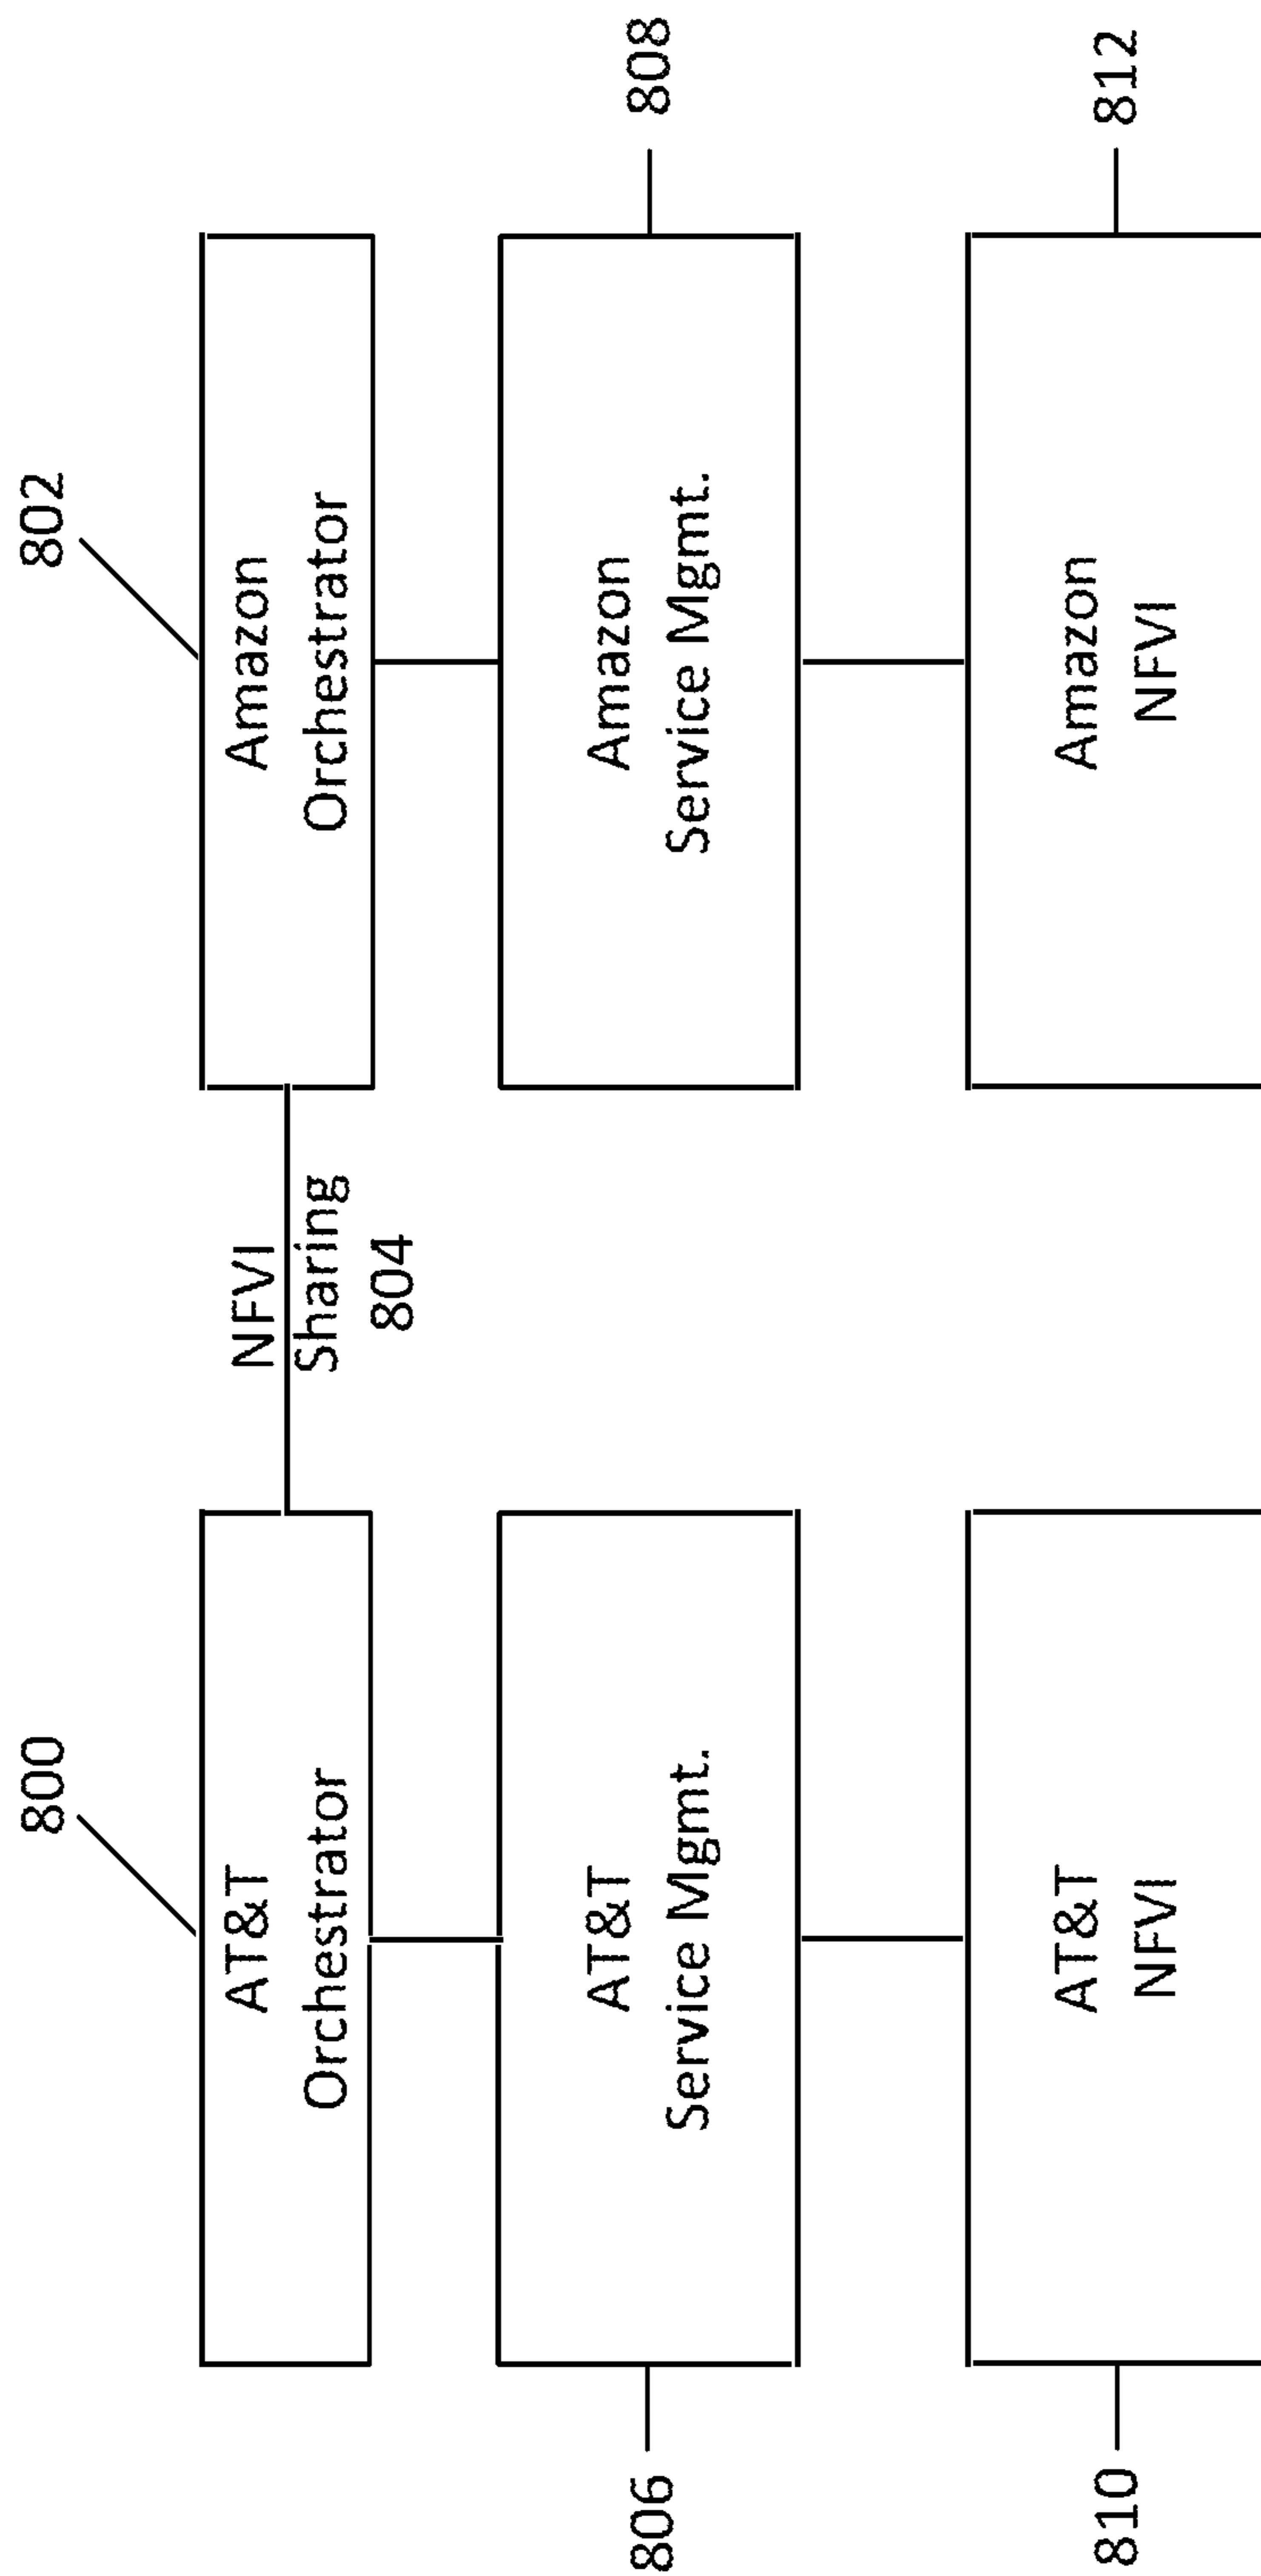 800
802
AT&T
Orchestrator
NFVI
Sharing
804
Amazon
Orchestrator
806
AT&T
Service Mgmt.
Amazon
Service Mgmt.
808
810
AT&T
NFVI
Amazon
NFVI
812